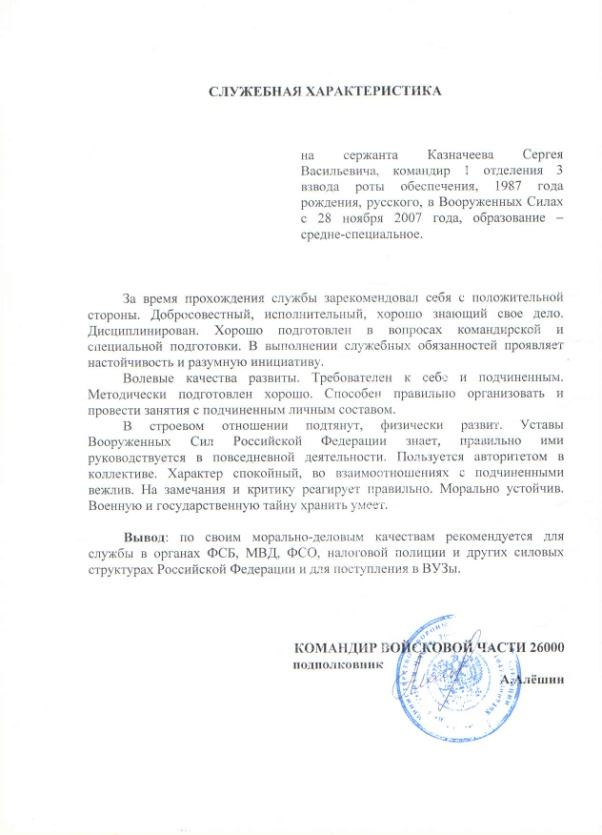 СЛУЖЕБНАЯ ХАРАКТЕРИСТИКА
на сержанта Казначеева Сергея
Васильевича, командир 1 отделения 3
взвода роты обеспечения, 1987 года
рождения, русского, в Вооруженных Силах
с 28 ноября 2007 года, образование –
средне-специальное.
За время прохождения службы зарекомендовал себя с положительной
стороны. Добросовестный, исполнительный, хорошо знающий свое дело.
Дисциплинирован. Хорошо подготовлен в вопросах командирской и
специальной подготовки. В выполнении служебных обязанностей проявляет
настойчивость и разумную инициативу.
Волевые качества развиты. Требователен к себе и подчиненным.
Методически подготовлен хорошо. Способен правильно организовать и
провести занятия с подчиненным личным составом.
В строевом отношении подтянут, физически развит. Уставы
Вооруженных Сил Российской Федерации знает, правильно ими
руководствуется в повседневной деятельности. Пользуется авторитетом в
коллективе. Характер спокойный, во взаимоотношениях с подчиненными
вежлив. На замечания и критику реагирует правильно. Морально устойчив.
Военную и государственную тайну хранить умеет.
Вывод: по своим морально-деловым качествам рекомендуется для
службы в органах ФСБ, МВД, ФСО, налоговой полиции и других силовых
структурах Российской Федерации и для поступления в ВУЗы.
КОМАНДИР ВОЙСКОВОЙ ЧАСТИ 26000
подполковник
А.Алёшин